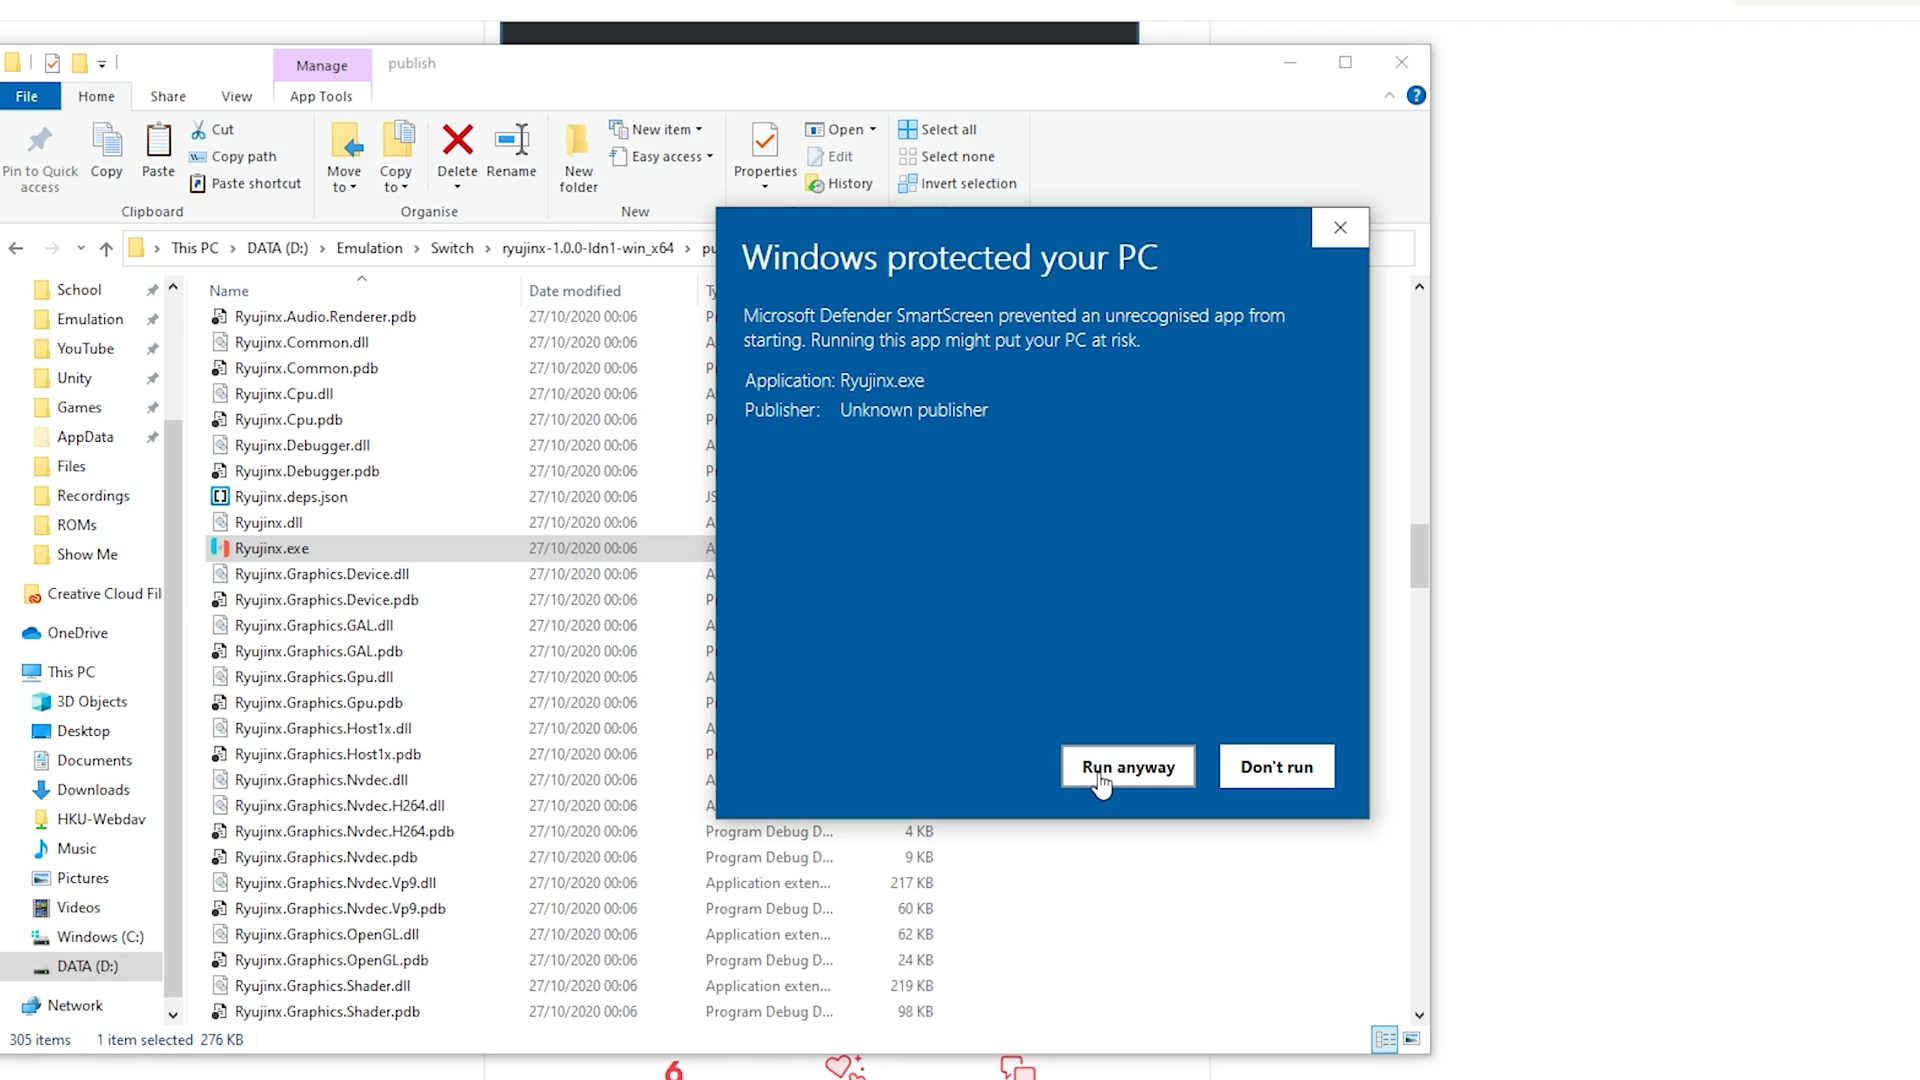 Manage
publish
File
Home
Share
View
App Tools
?
Pin to Quick
access
Copy
Paste
Cut
Copy path
Paste shortcut
Clipboard
Move
to
Copy
to
Delete
Rename
Organise
New
folder
New item
Easy access
New
Properties
Open
Edit
History
Select all
Select none
Invert selection
This PC > DATA (D:) > Emulation > Switch > ryujinx-1.0.0-ldn1-win_x64 > pu
School
Emulation
YouTube
Unity
Games
AppData
Files
Recordings
ROMs
Show Me
Creative Cloud Fil
OneDrive
This PC
3D Objects
Desktop
Documents
Downloads
HKU-Webdav
Music
Pictures
Videos
Windows (C:)
DATA (D:)
Network
Name Date modified Ty
Ryujinx.Audio.Renderer.pdb 27/10/2020 00:06 P
Ryujinx.Common.dll 27/10/2020 00:06 A
Ryujinx.Common.pdb 27/10/2020 00:06 P
Ryujinx.Cpu.dll 27/10/2020 00:06 A
Ryujinx.Cpu.pdb 27/10/2020 00:06 P
Ryujinx.Debugger.dll 27/10/2020 00:06 A
Ryujinx.Debugger.pdb 27/10/2020 00:06 P
Ryujinx.deps.json 27/10/2020 00:06 JS
Ryujinx.dll 27/10/2020 00:06 A
Ryujinx.exe 27/10/2020 00:06 A
Ryujinx.Graphics.Device.dll 27/10/2020 00:06 A
Ryujinx.Graphics.Device.pdb 27/10/2020 00:06 P
Ryujinx.Graphics.GAL.dll 27/10/2020 00:06 A
Ryujinx.Graphics.GAL.pdb 27/10/2020 00:06 P
Ryujinx.Graphics.Gpu.dll 27/10/2020 00:06 A
Ryujinx.Graphics.Gpu.pdb 27/10/2020 00:06 P
Ryujinx.Graphics.Host1x.dll 27/10/2020 00:06 A
Ryujinx.Graphics.Host1x.pdb 27/10/2020 00:06 P
Ryujinx.Graphics.Nvdec.dll 27/10/2020 00:06 A
Ryujinx.Graphics.Nvdec.H264.dll 27/10/2020 00:06 A
Ryujinx.Graphics.Nvdec.H264.pdb 27/10/2020 00:06 Program Debug D... 4 KB
Ryujinx.Graphics.Nvdec.pdb 27/10/2020 00:06 Program Debug D... 9 KB
Ryujinx.Graphics.Nvdec.Vp9.dll 27/10/2020 00:06 Application exten... 217 KB
Ryujinx.Graphics.Nvdec.Vp9.pdb 27/10/2020 00:06 Program Debug D... 60 KB
Ryujinx.Graphics.OpenGL.dll 27/10/2020 00:06 Application exten... 62 KB
Ryujinx.Graphics.OpenGL.pdb 27/10/2020 00:06 Program Debug D... 24 KB
Ryujinx.Graphics.Shader.dll 27/10/2020 00:06 Application exten... 219 KB
Ryujinx.Graphics.Shader.pdb 27/10/2020 00:06 Program Debug D... 98 KB
Windows protected your PC
Microsoft Defender SmartScreen prevented an unrecognised app from
starting. Running this app might put your PC at risk.
Application: Ryujinx.exe
Publisher: Unknown publisher
Run anyway
Don't run
305 items 1 item selected 276 KB
6